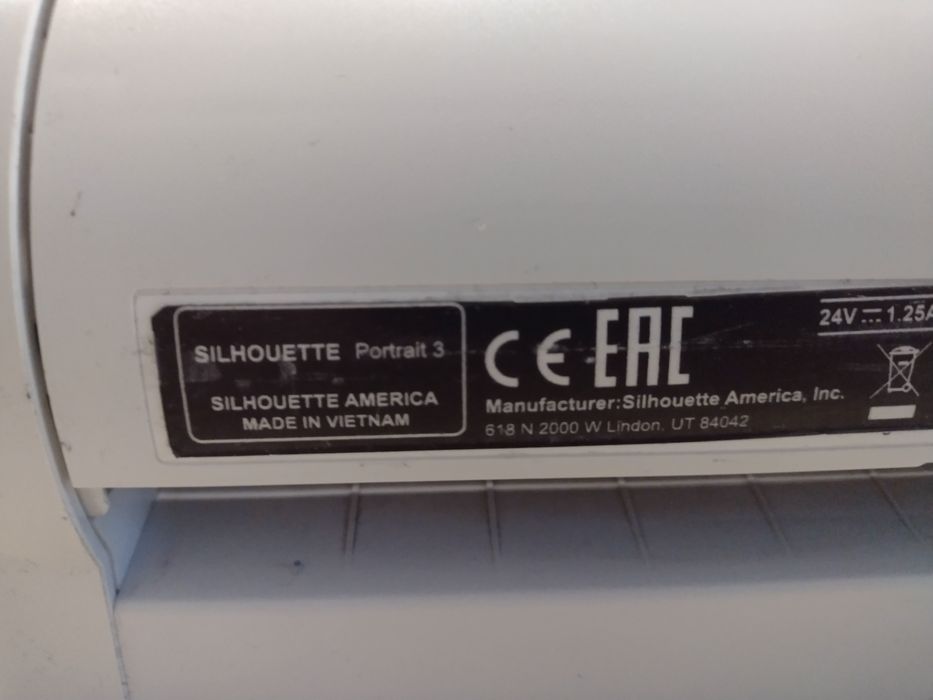 SILHOUETTE Portrait 3
SILHOUETTE AMERICA
MADE IN VIETNAM
CE EAC
Manufacturer:Silhouette America, Inc.
618 N 2000 W Lindon, UT 84042
24V ⎓ 1.25A